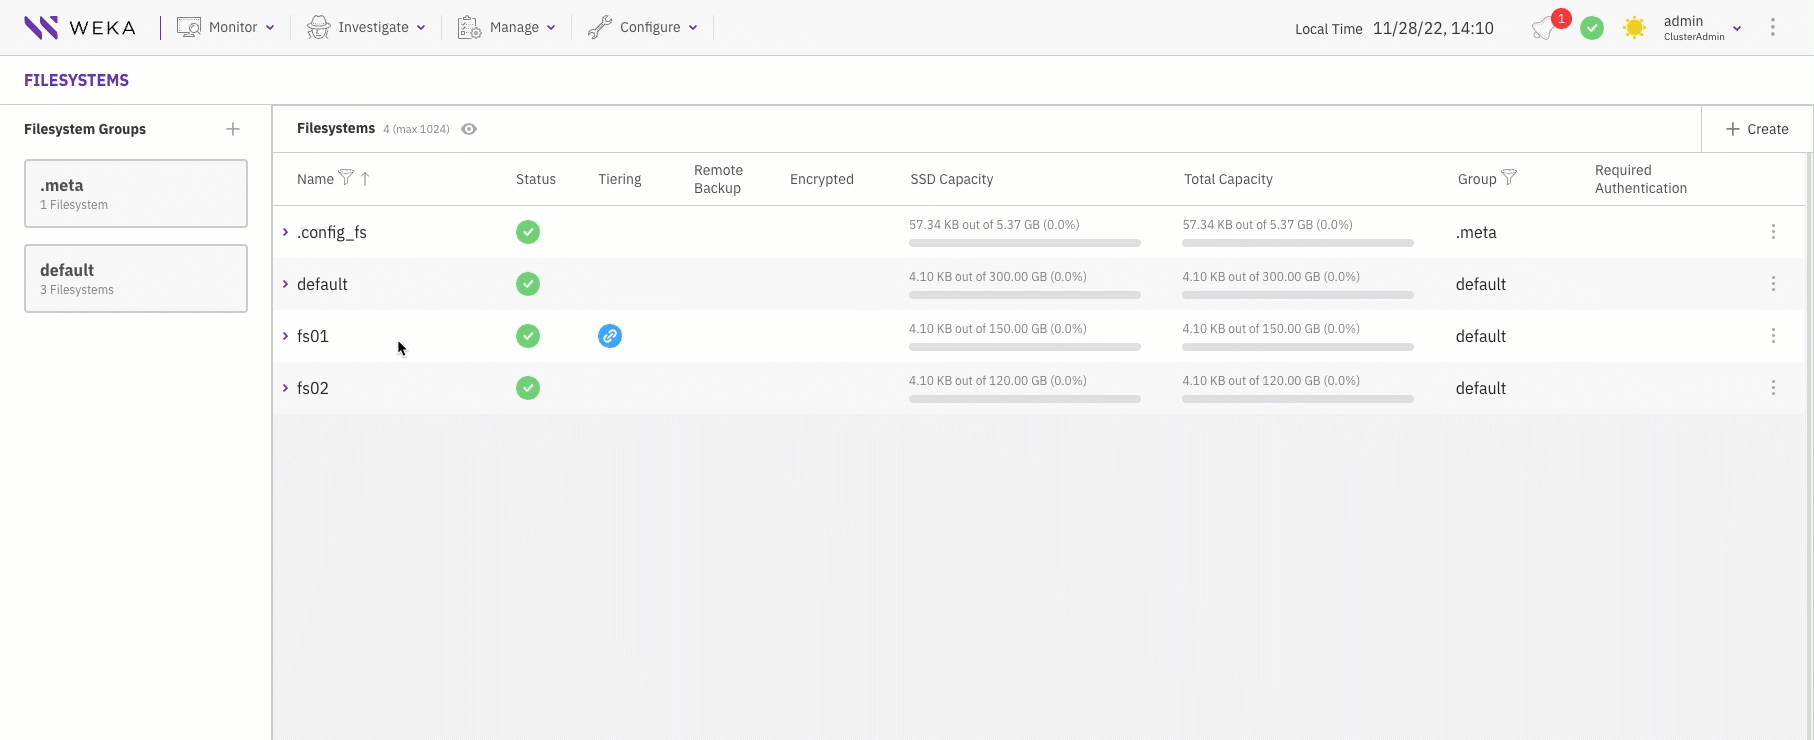 WEKA Monitor Investigate Manage Configure Local Time 11/28/22, 14:10 1 admin
ClusterAdmin
FILESYSTEMS
Filesystem Groups
.meta
1 Filesystem
default
3 Filesystems
Filesystems 4 (max 1024) Create
Name Status Tiering Remote Backup Encrypted SSD Capacity Total Capacity Group Required Authentication
.config_fs 57.34 KB out of 5.37 GB (0.0%) 57.34 KB out of 5.37 GB (0.0%) .meta
default 4.10 KB out of 300.00 GB (0.0%) 4.10 KB out of 300.00 GB (0.0%) default
fs01 4.10 KB out of 150.00 GB (0.0%) 4.10 KB out of 150.00 GB (0.0%) default
fs02 4.10 KB out of 120.00 GB (0.0%) 4.10 KB out of 120.00 GB (0.0%) default